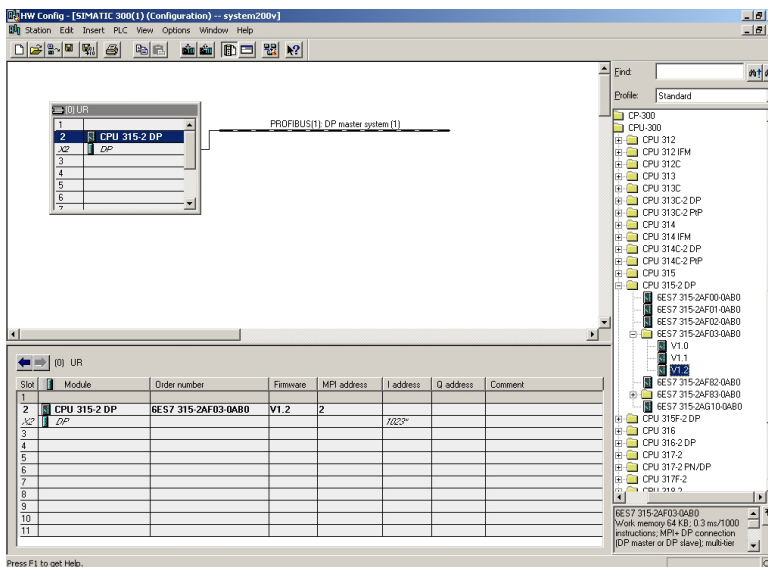 HW Config - [SIMATIC 300(1) (Configuration) -- system200v]
Station Edit Insert PLC View Options Window Help
(0) UR
1
2 CPU 315-2 DP
X2 DP
3
4
5
6
7
PROFIBUS(1): DP master system (1)
Find:
Profile: Standard
CP-300
CPU-300
CPU 312
CPU 312 IFM
CPU 312C
CPU 313
CPU 313C
CPU 313C-2 DP
CPU 313C-2 PtP
CPU 314
CPU 314 IFM
CPU 314C-2 DP
CPU 314C-2 PtP
CPU 315
CPU 315-2 DP
6ES7 315-2AF00-0AB0
6ES7 315-2AF01-0AB0
6ES7 315-2AF02-0AB0
6ES7 315-2AF03-0AB0
V1.0
V1.1
V1.2
6ES7 315-2AF82-0AB0
6ES7 315-2AF83-0AB0
6ES7 315-2AG10-0AB0
CPU 315F-2 DP
CPU 316
CPU 316-2 DP
CPU 317-2
CPU 317-2 PN/DP
CPU 317F-2
CPU 318-2
(0) UR
Slot Module Order number Firmware MPI address I address Q address Comment
1
2 CPU 315-2 DP 6ES7 315-2AF03-0AB0 V1.2 2
X2 DP 1023*
3
4
5
6
7
8
9
10
11
6ES7 315-2AF03-0AB0
Work memory 64 KB; 0.3 ms/1000
instructions; MPI+ DP connection
(DP master or DP slave); multi-tier
Press F1 to get Help.